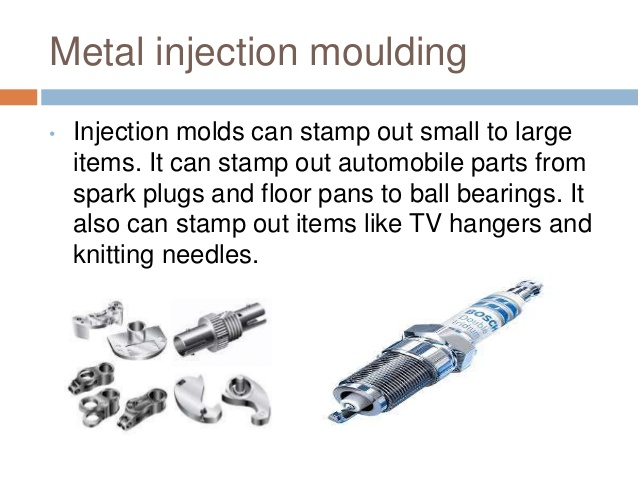 Metal injection moulding
• Injection molds can stamp out small to large
items. It can stamp out automobile parts from
spark plugs and floor pans to ball bearings. It
also can stamp out items like TV hangers and
knitting needles.
BOSCH
Double
Iridium